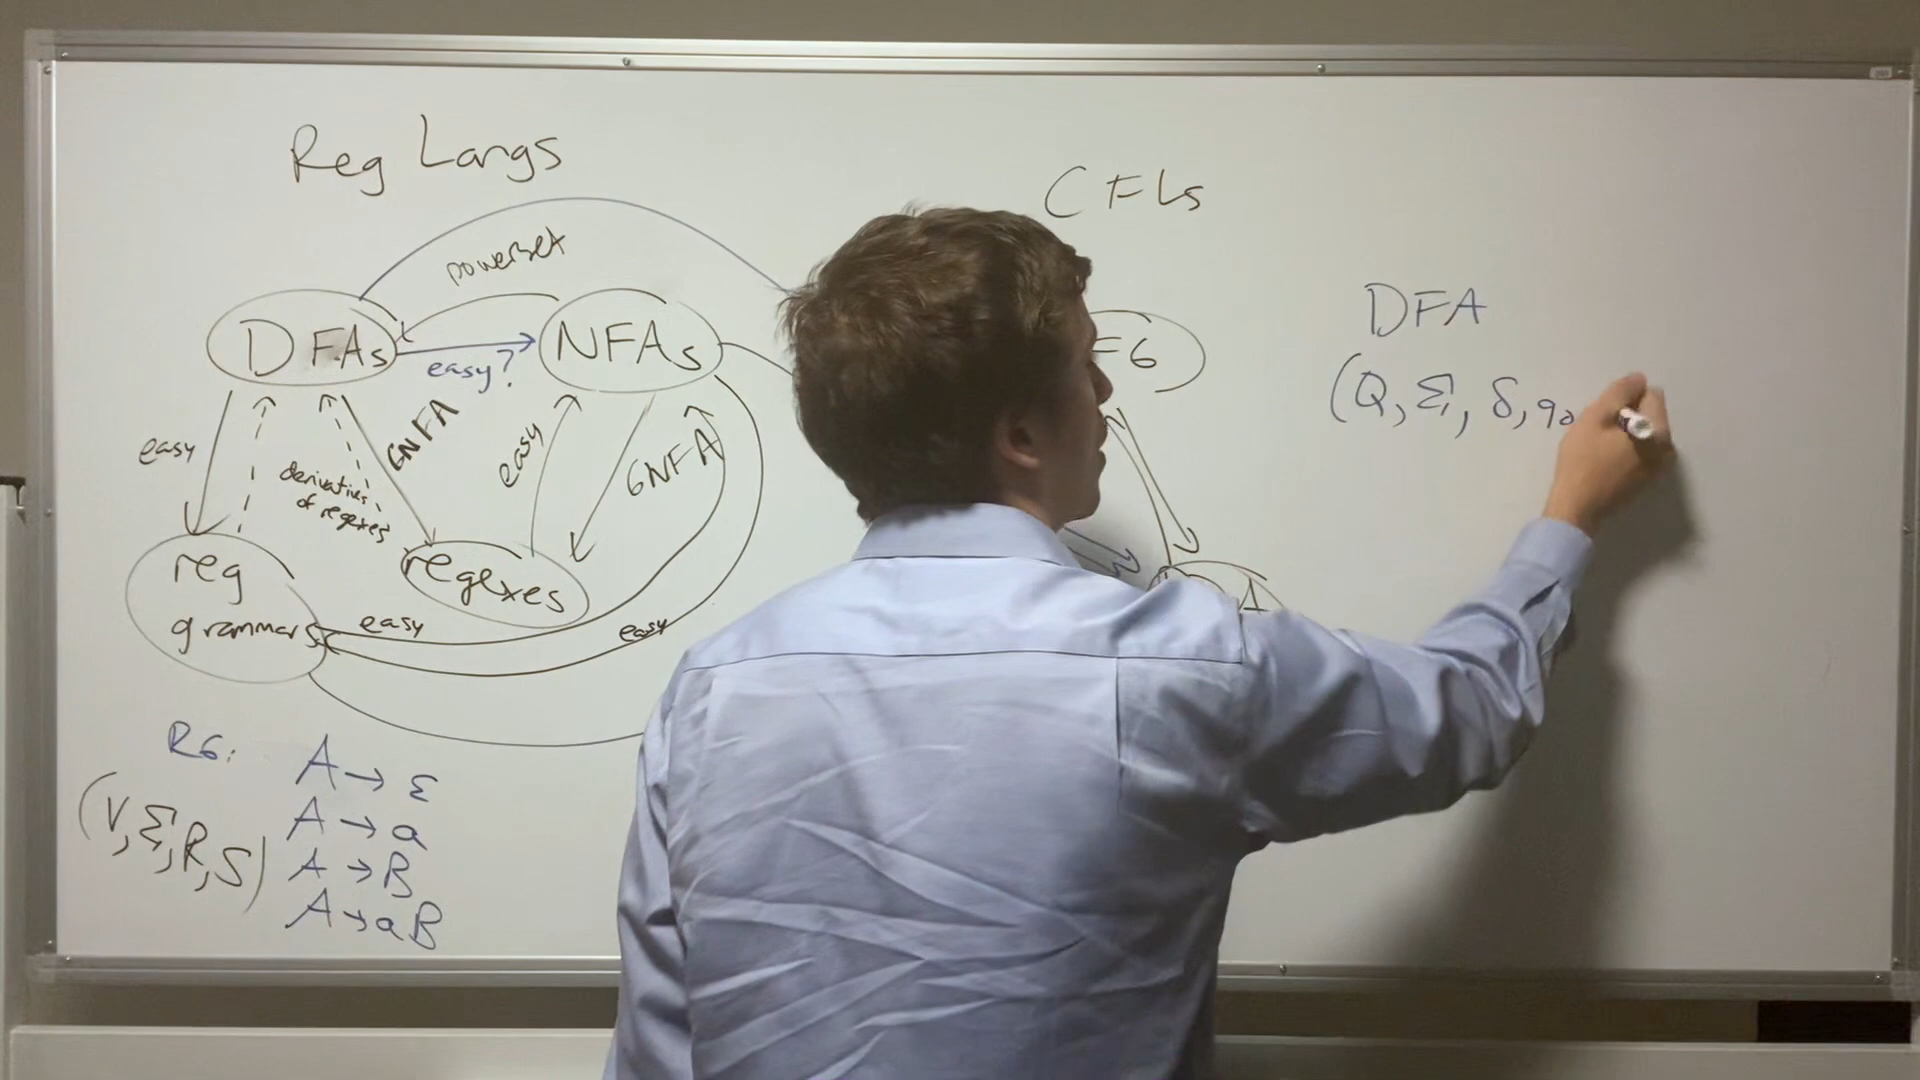 Reg Langs
CFLs
powerset
DFAs
NFAs
easy?
DFA
(Q, Σ, δ, q0
easy
GNFA
easy
GNFA
derivatives
of regexes
reg
grammars
regexes
easy
easy
RG:
(V, Σ, R, S)
A → ε
A → a
A → B
A → aB